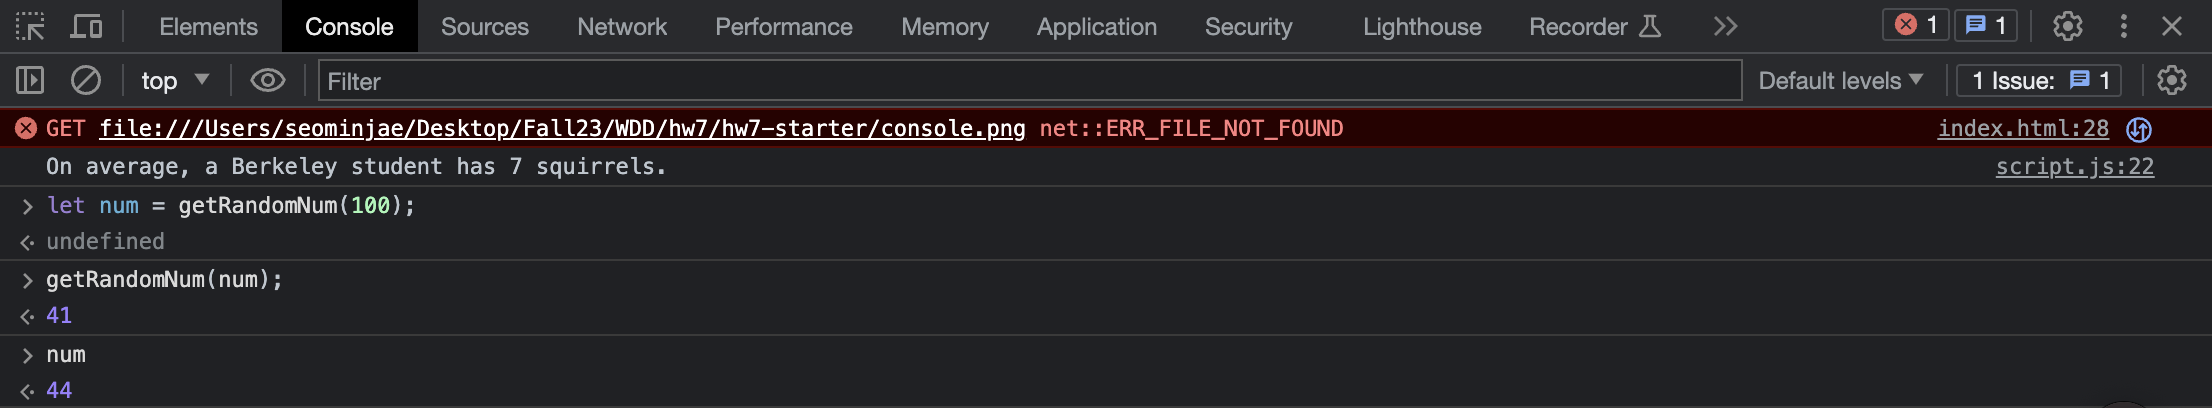 Elements Console Sources Network Performance Memory Application Security Lighthouse Recorder 1 1
top Filter Default levels 1 Issue: 1
GET file:///Users/seominjae/Desktop/Fall23/WDD/hw7/hw7-starter/console.png net::ERR_FILE_NOT_FOUND index.html:28
On average, a Berkeley student has 7 squirrels. script.js:22
> let num = getRandomNum(100);
undefined
> getRandomNum(num);
41
> num
44